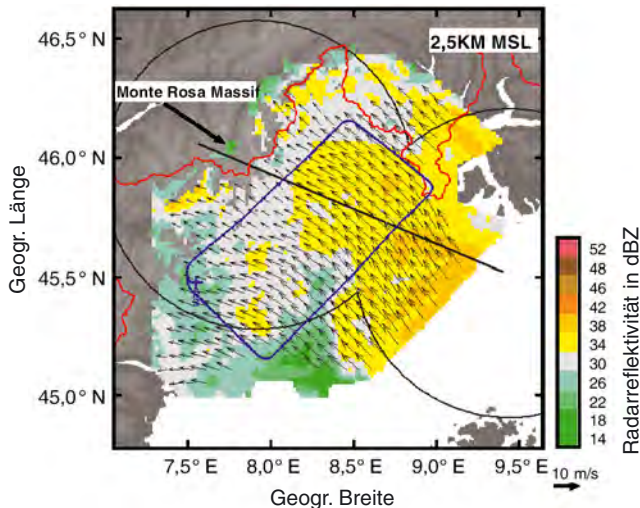 2,5KM MSL
Monte Rosa Massif
46,5° N
46,0° N
45,5° N
45,0° N
Geogr. Länge
7,5° E
8,0° E
8,5° E
9,0° E
9,5° E
Geogr. Breite
52
48
46
42
38
34
30
26
22
18
14
Radarreflektivität in dBZ
10 m/s